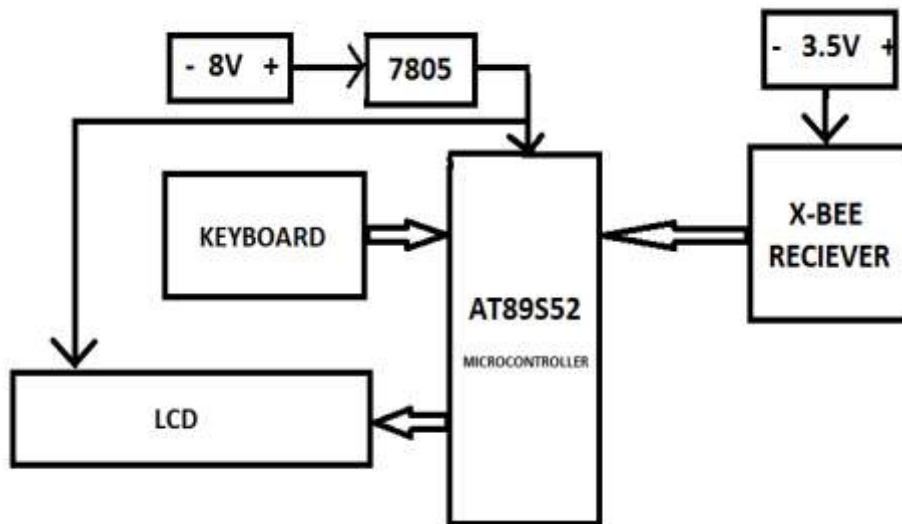 - 8V +
7805
- 3.5V +
KEYBOARD
X-BEE
RECIEVER
AT89S52
MICROCONTROLLER
LCD